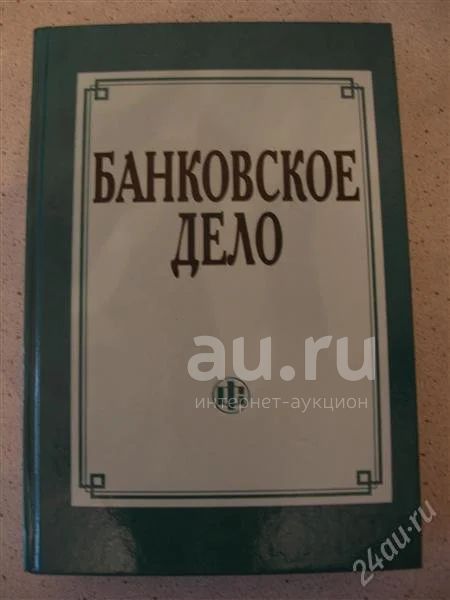 БАНКОВСКОЕ
ДЕЛО
au.ru
интернет-аукцион
24au.ru